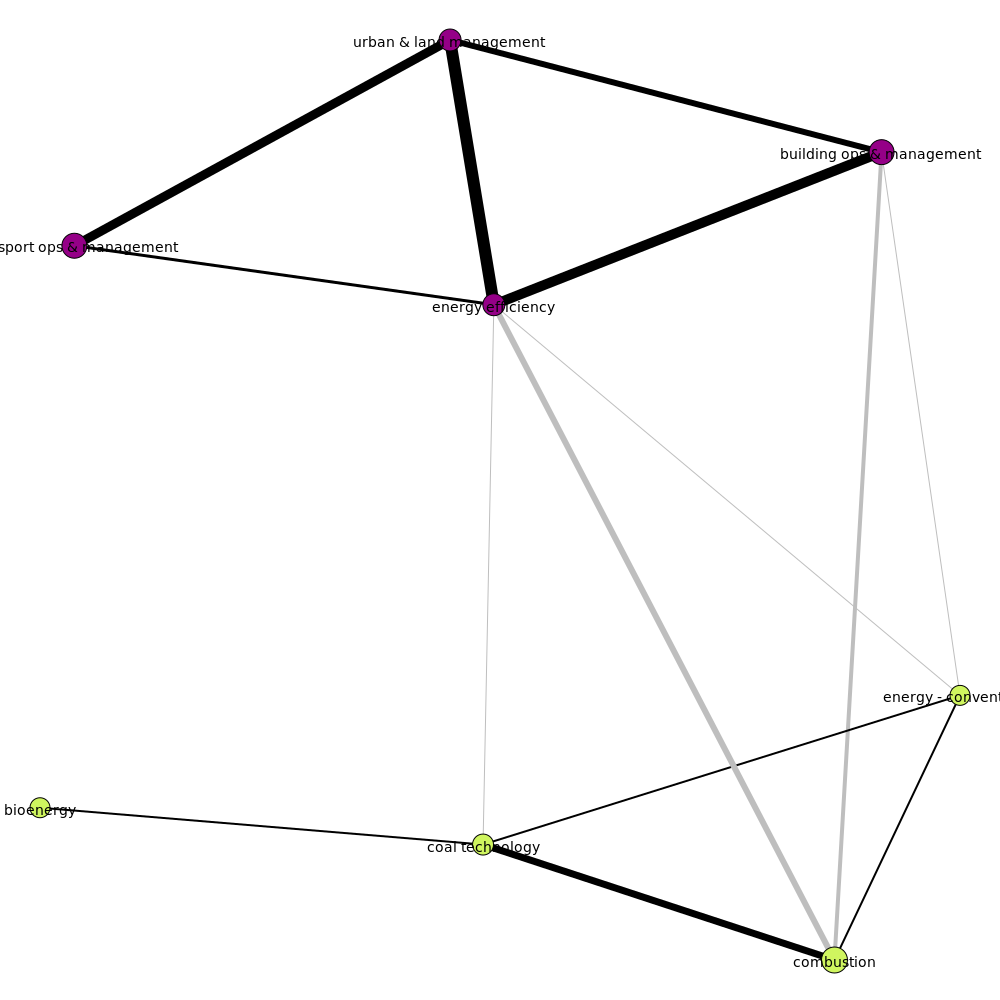 urban & land management
building ops & management
sport ops & management
energy efficiency
energy - convent
bioenergy
coal technology
combustion